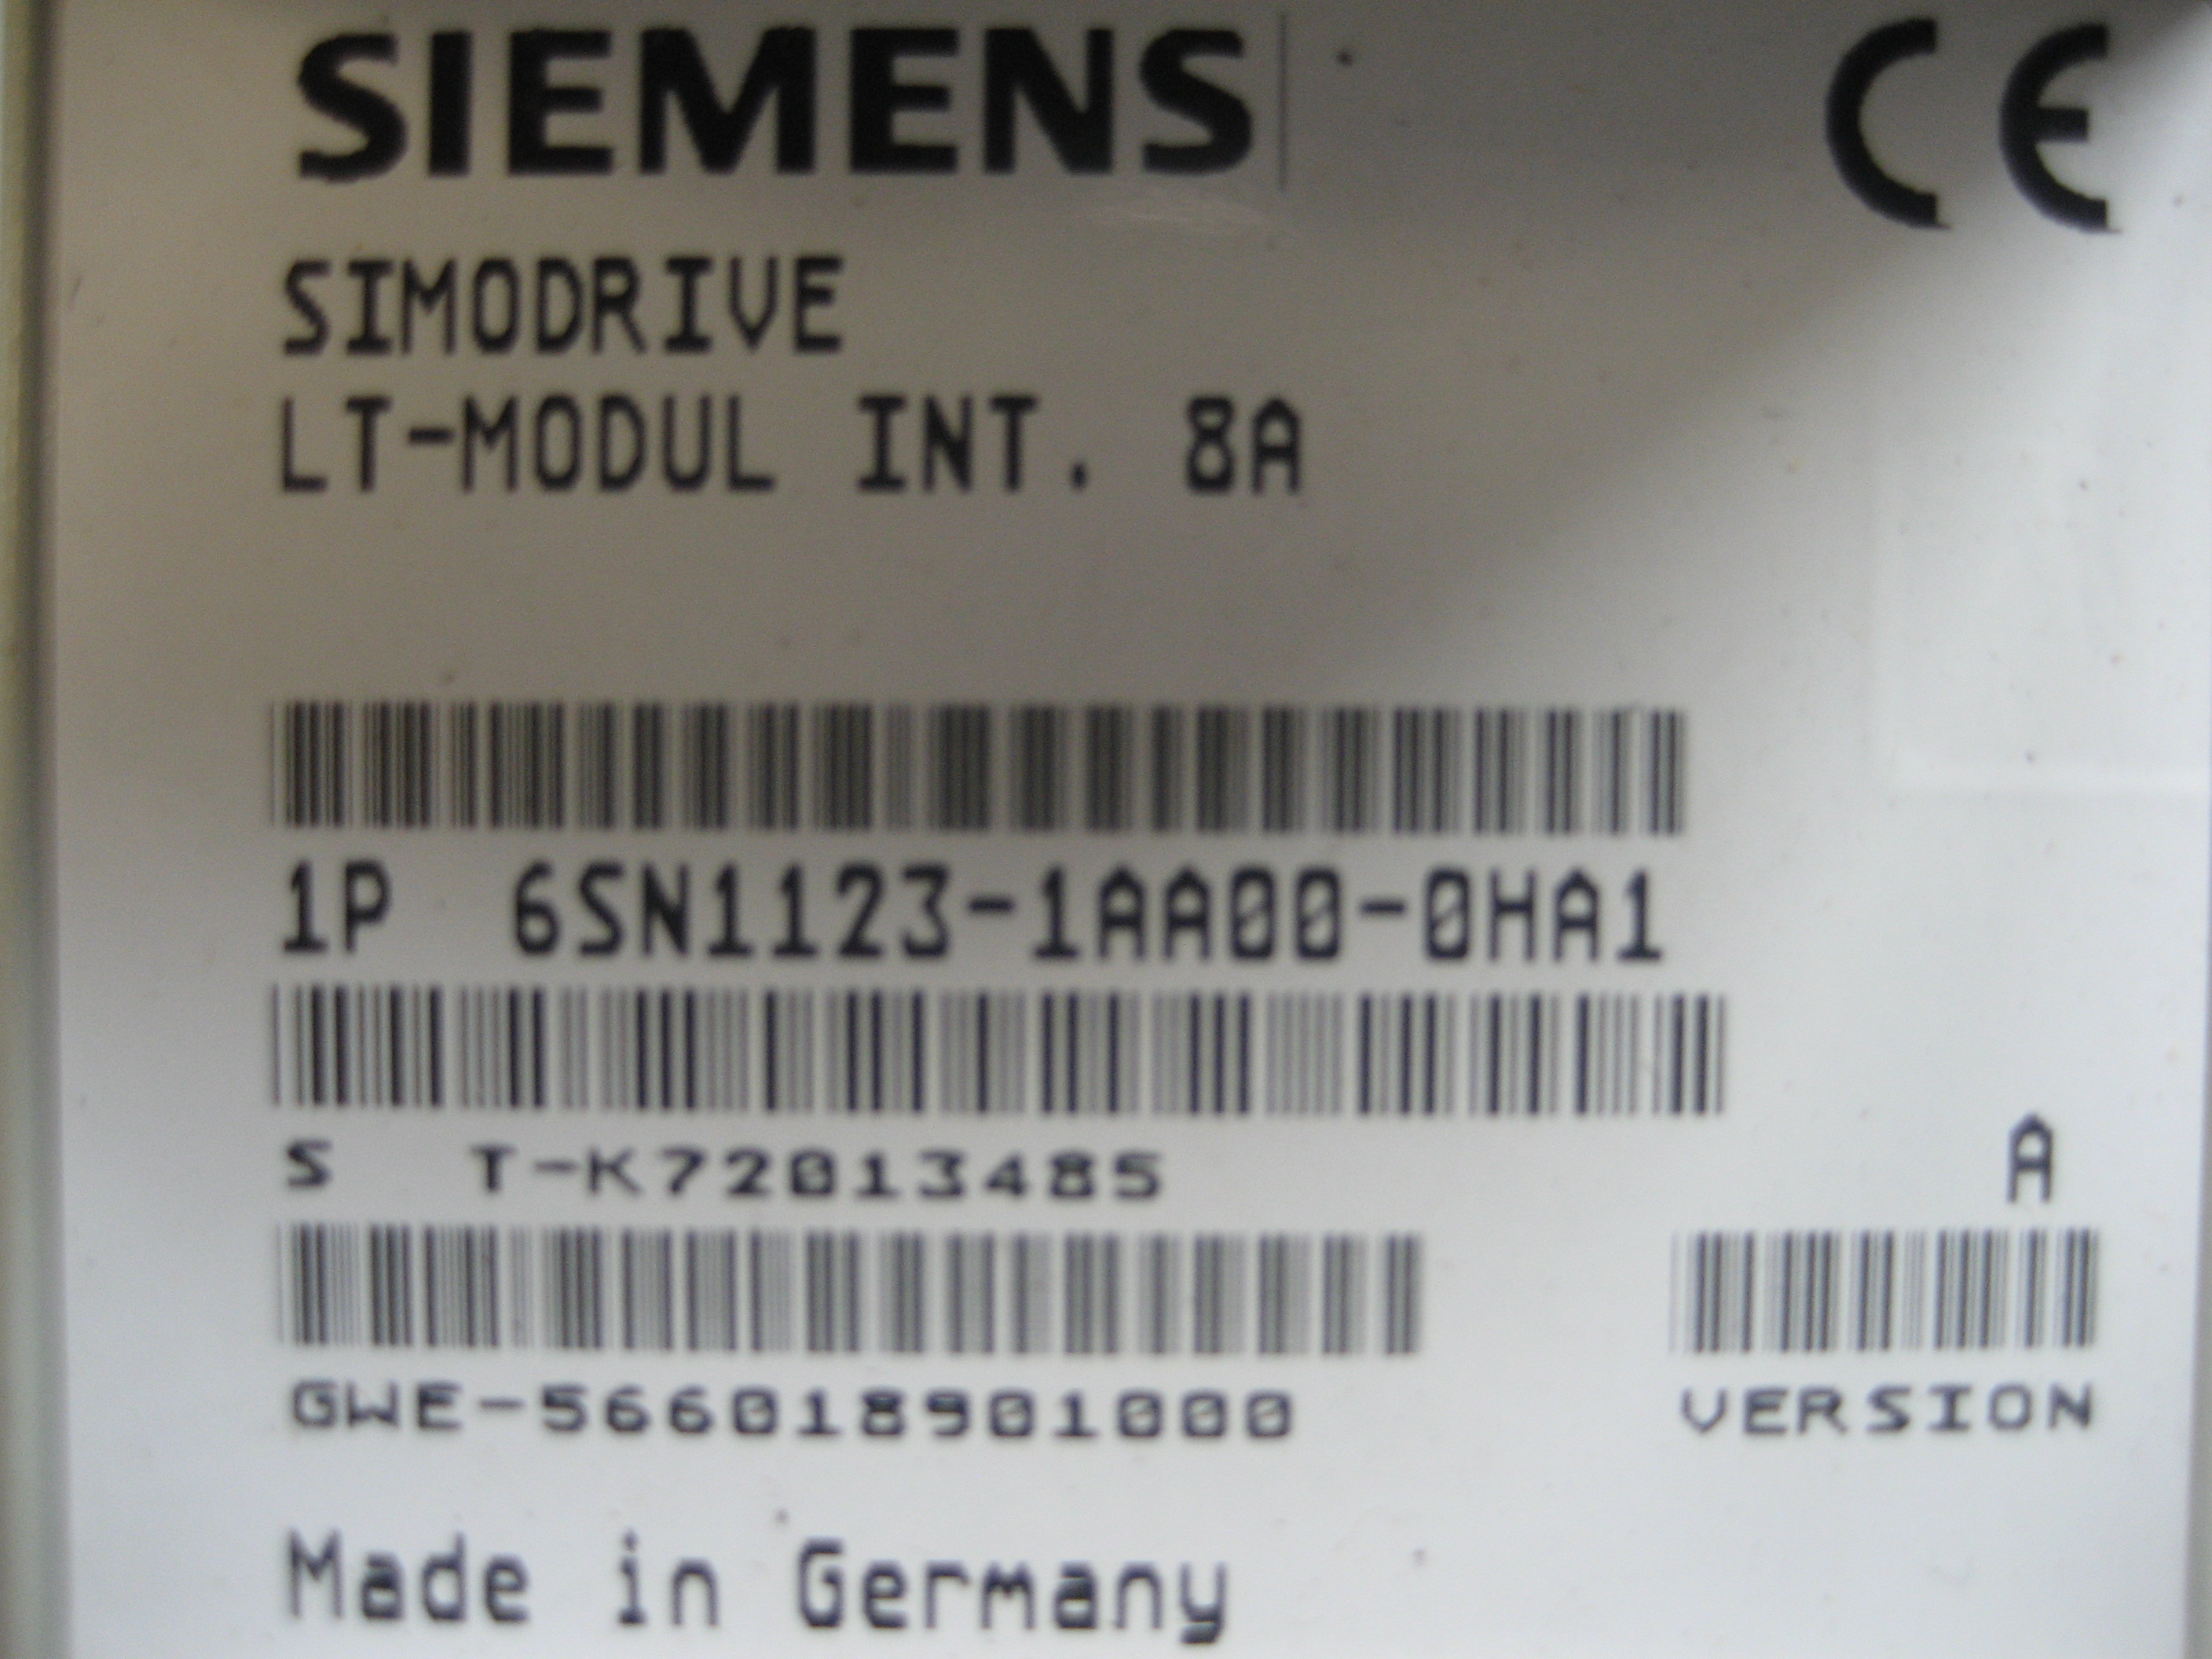 SIEMENS CE
SIMODRIVE
LT-MODUL INT. 8A
1P 6SN1123-1AA00-0HA1
S T-K72013485 A
GWE-566018901000 VERSION
Made in Germany